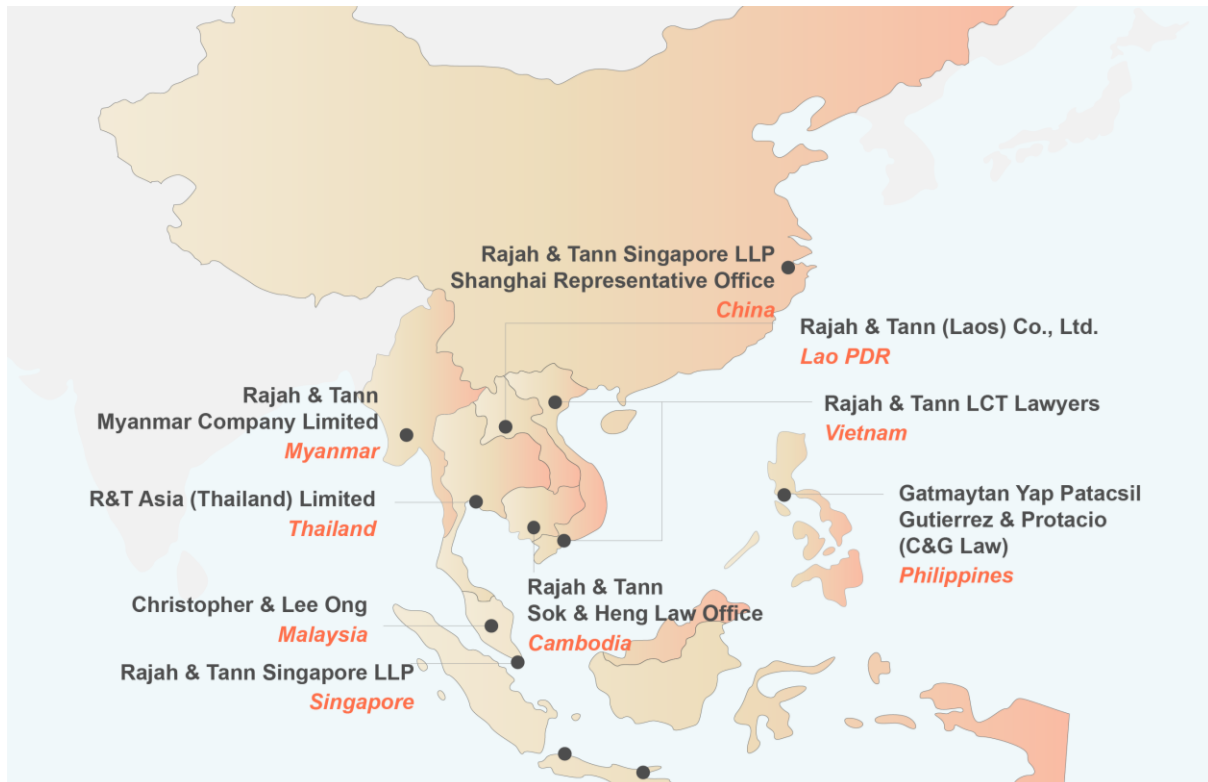 Rajah & Tann Singapore LLP
Shanghai Representative Office
China
Rajah & Tann (Laos) Co., Ltd.
Lao PDR
Rajah & Tann
Myanmar Company Limited
Myanmar
Rajah & Tann LCT Lawyers
Vietnam
R&T Asia (Thailand) Limited
Thailand
Gatmaytan Yap Patacsil
Gutierrez & Protacio
(C&G Law)
Philippines
Rajah & Tann
Sok & Heng Law Office
Cambodia
Christopher & Lee Ong
Malaysia
Rajah & Tann Singapore LLP
Singapore